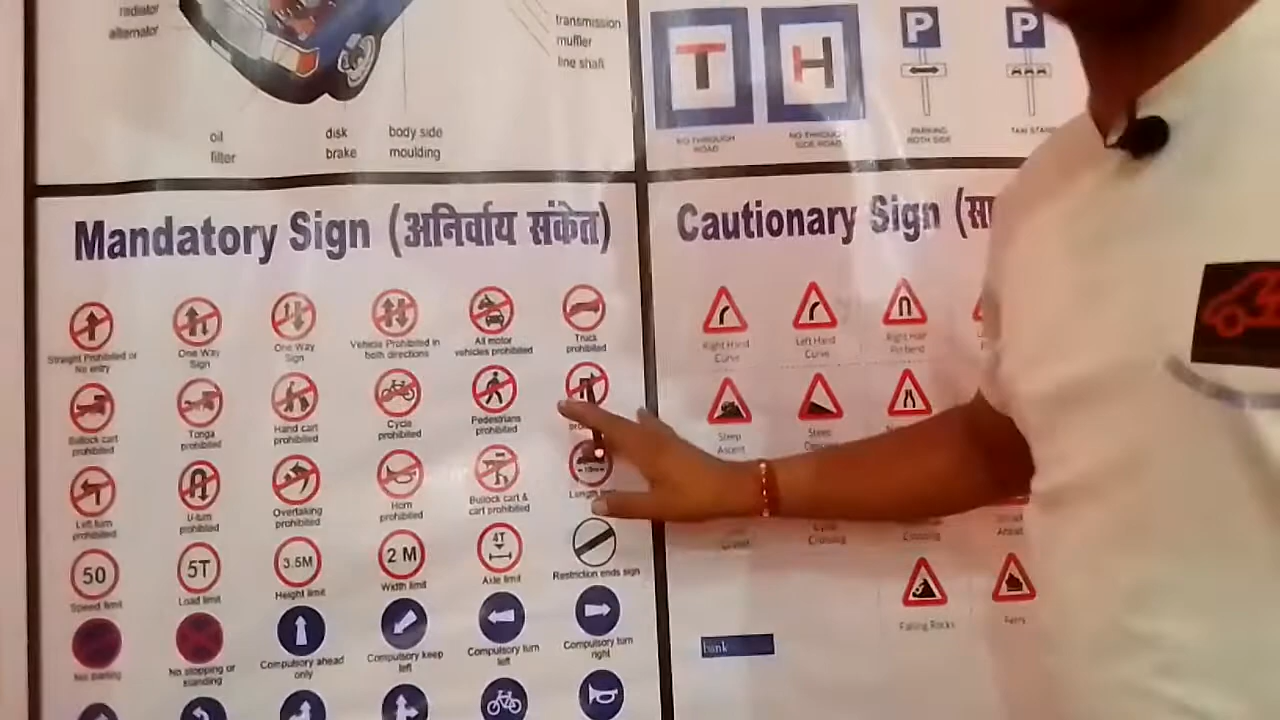 radiator
alternator
transmission
muffler
line shaft
oil
filter
disk
brake
body side
moulding
T
H
P
P
NO THROUGH
ROAD
NO THROUGH
SIDE ROAD
PARKING
BOTH SIDE
TAXI STAND
Mandatory Sign (अनिर्वाय संकेत)
Straight Prohibited or
No entry
One Way
Sign
One Way
Sign
Vehicle Prohibited in
both directions
All motor
vehicles prohibited
Truck
prohibited
Bullock cart
prohibited
Tonga
prohibited
Hand cart
prohibited
Cycle
prohibited
Pedestrians
prohibited
Left turn
prohibited
U-turn
prohibited
Overtaking
prohibited
Horn
prohibited
Bullock cart &
cart prohibited
Length
50
5T
3.5M
2 M
4T
Speed limit
Load limit
Height limit
Width limit
Axle limit
Restriction ends sign
No parking
No stopping or
standing
Compulsory ahead
only
Compulsory keep
left
Compulsory turn
left
Compulsory turn
right
Cautionary Sign (सा
Right Hand
Curve
Left Hand
Curve
Right Hair
Steep
Ascent
Steep
Cycle
Crossing
Crossing
Ahead
Falling Rocks
Ferry
bank